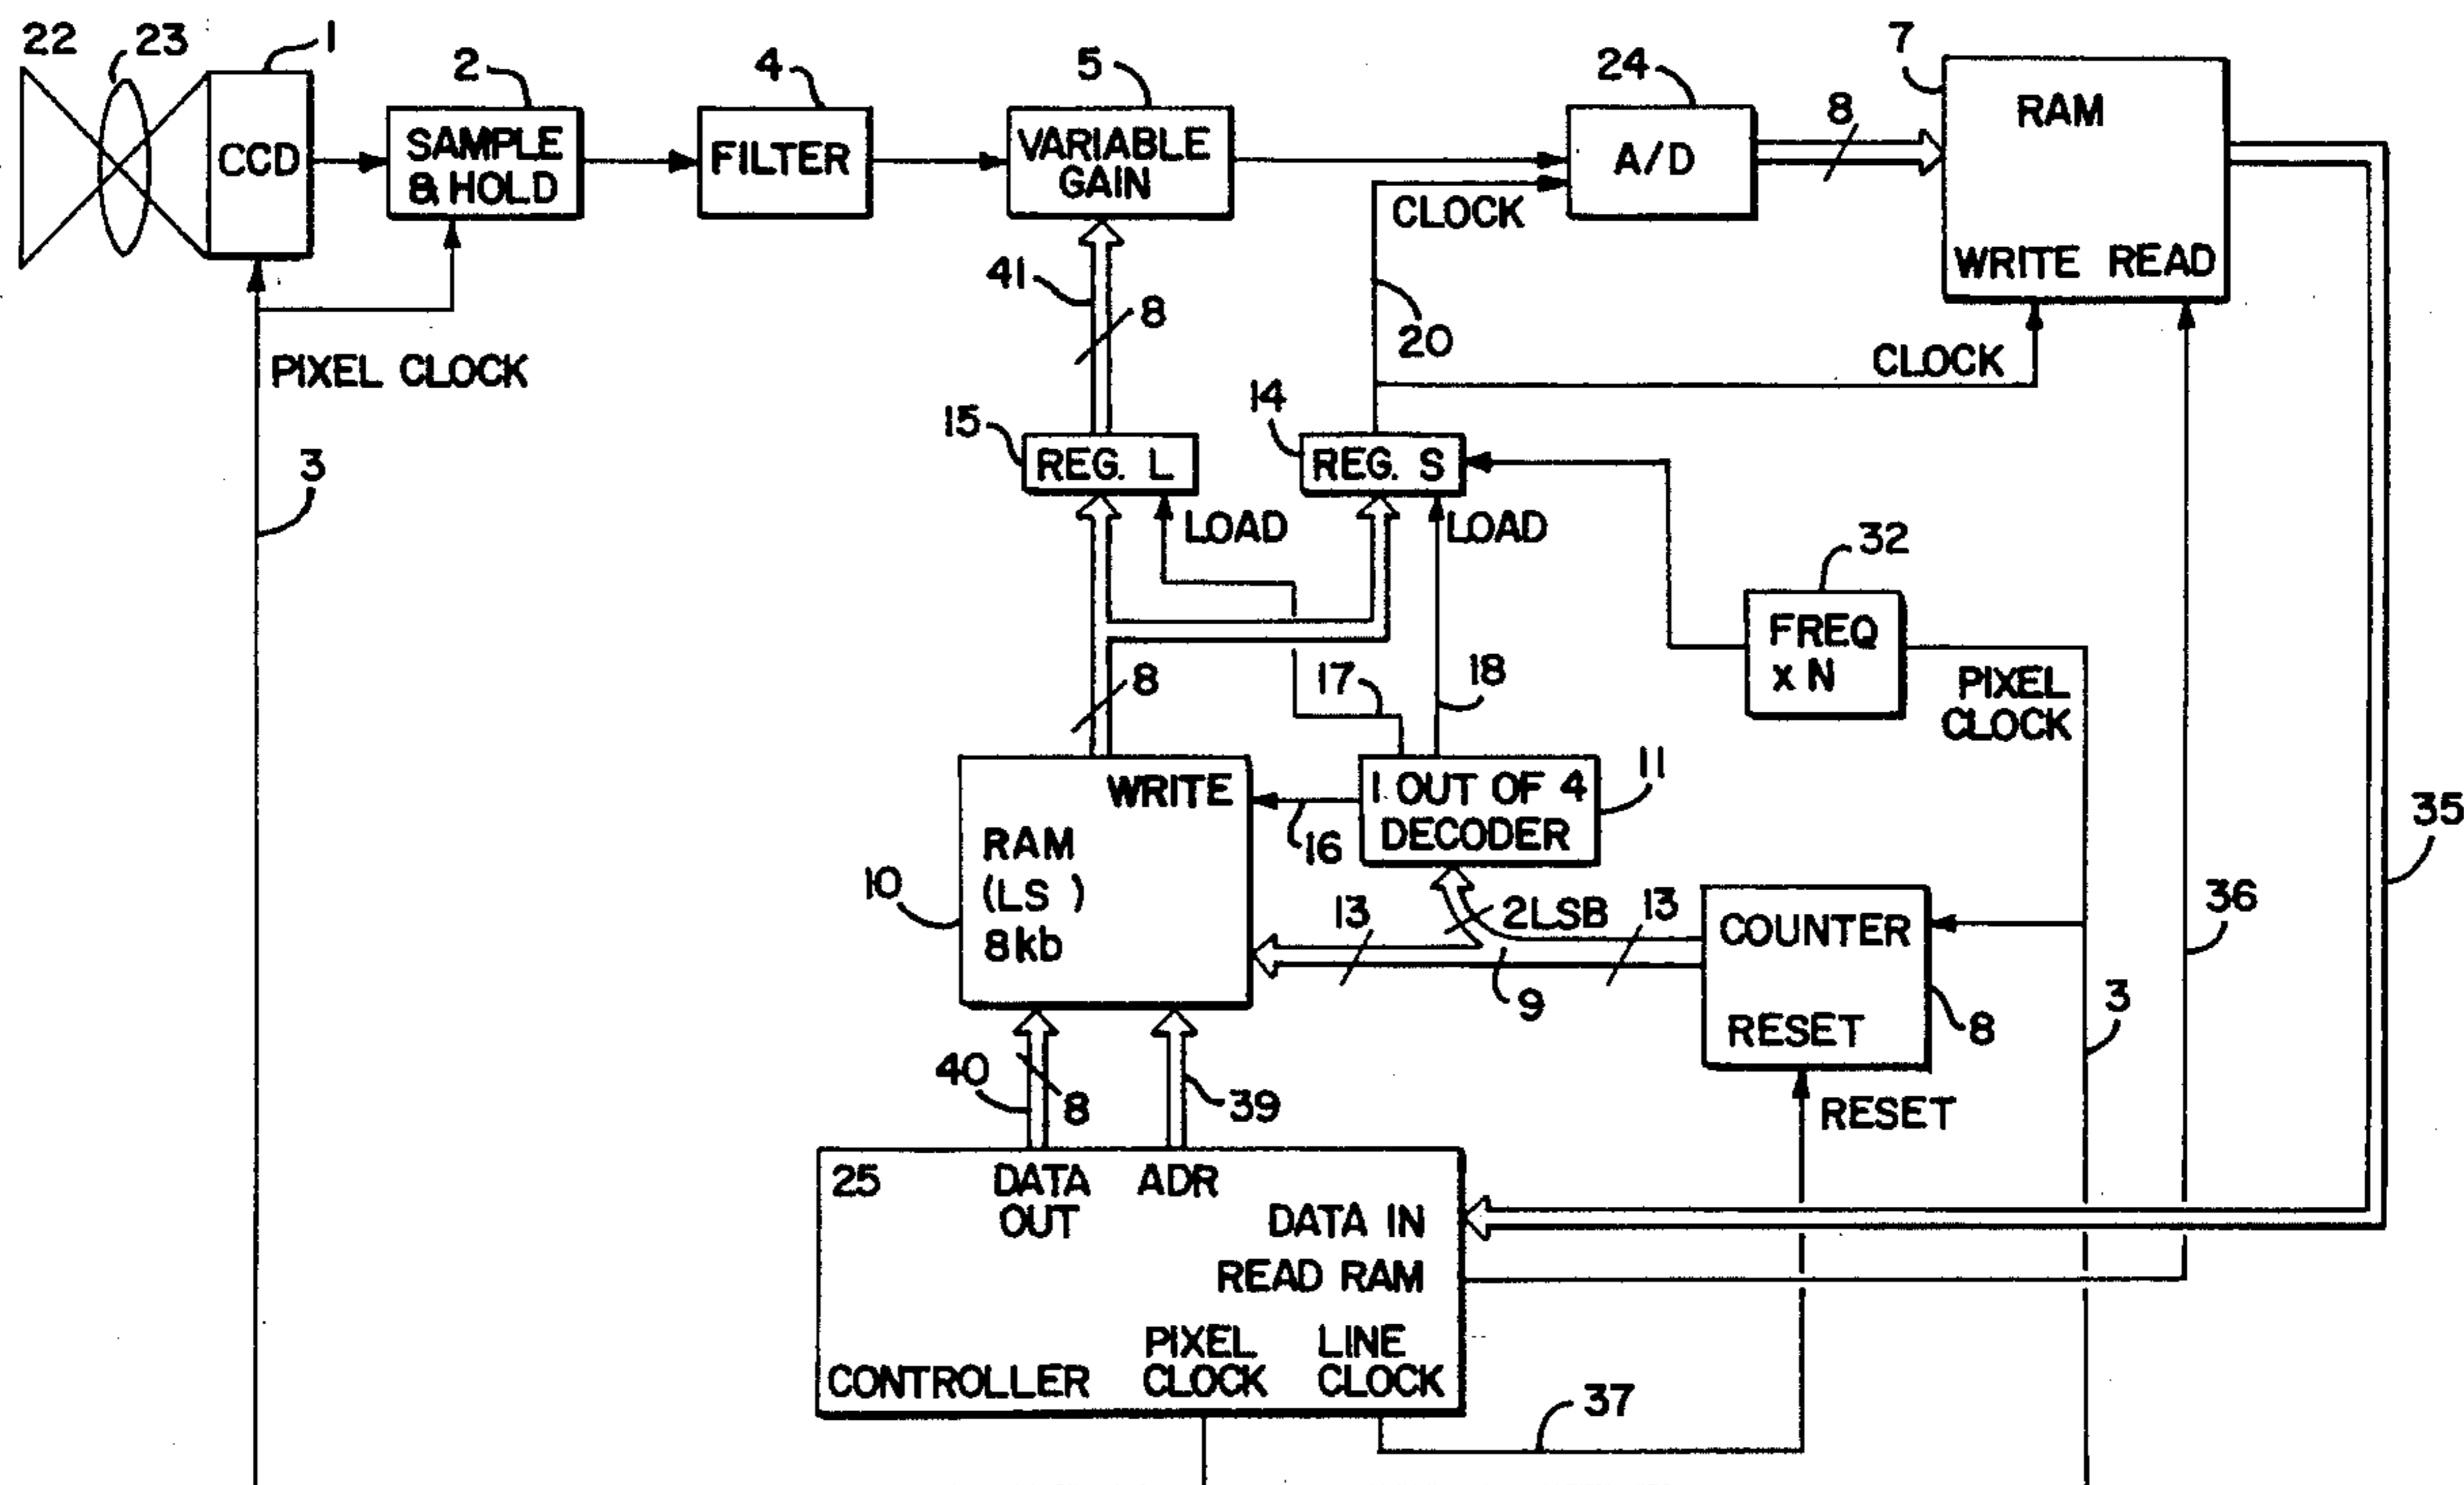 22
23
1
2
4
5
24
7
CCD
SAMPLE
& HOLD
FILTER
VARIABLE
GAIN
A/D
8
RAM
WRITE READ
CLOCK
41
8
20
CLOCK
PIXEL CLOCK
3
15
REG. L
14
REG. S
LOAD
LOAD
32
FREQ
x N
PIXEL
CLOCK
8
17
18
WRITE
RAM
(LS )
8kb
10
16
1 OUT OF 4
DECODER
11
35
36
13
2LSB
13
9
COUNTER
RESET
8
3
40
8
39
RESET
25
DATA
OUT
ADR
DATA IN
READ RAM
CONTROLLER
PIXEL
CLOCK
LINE
CLOCK
37